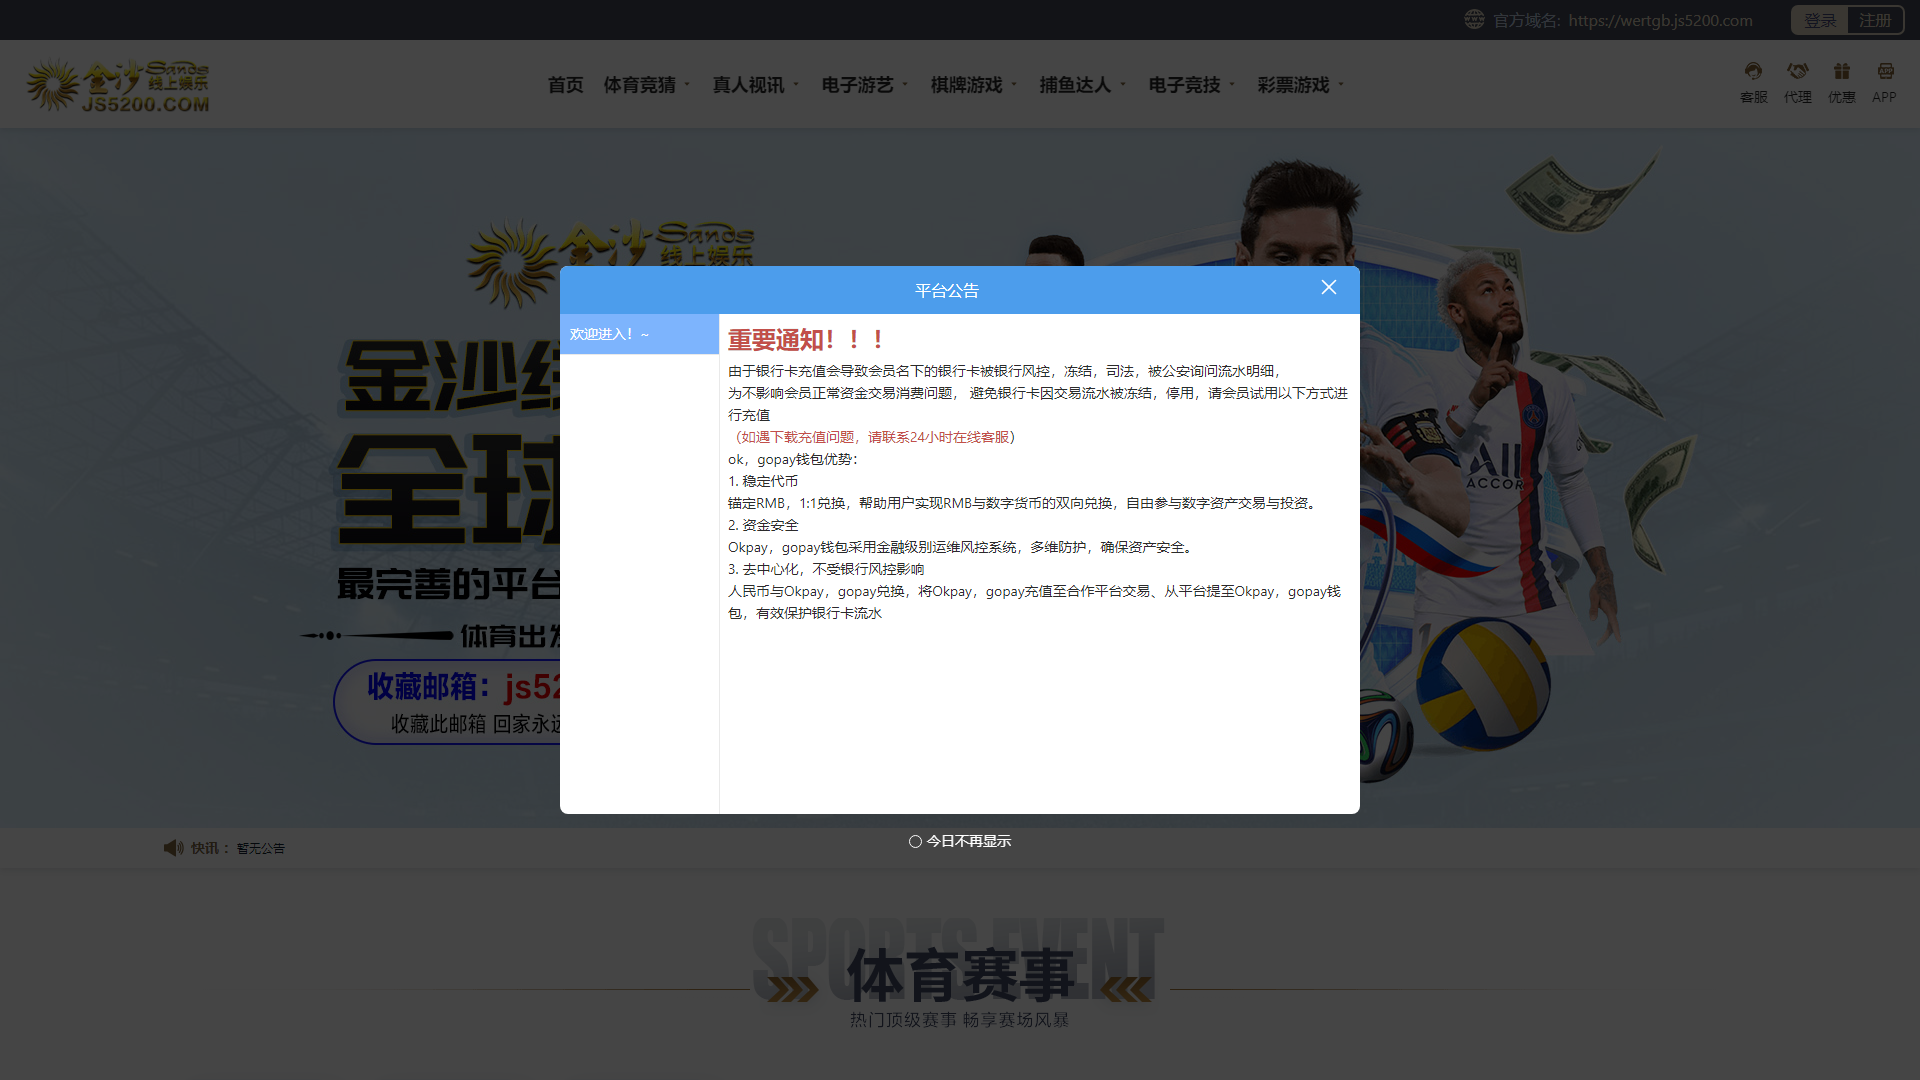 官方域名: https://wertgb.js5200.com
登录
注册
金沙 Sands
线上娱乐
JS5200.COM
首页
体育竞猜
真人视讯
电子游艺
棋牌游戏
捕鱼达人
电子竞技
彩票游戏
客服
代理
优惠
APP
金沙 Sands
线上娱乐
金沙线
全球
最完善的平台
体育出发
收藏邮箱：js52
收藏此邮箱 回家永远
ALL
ACCOR
平台公告
欢迎进入！~
重要通知！！！
由于银行卡充值会导致会员名下的银行卡被银行风控，冻结，司法，被公安询问流水明细，
为不影响会员正常资金交易消费问题， 避免银行卡因交易流水被冻结，停用，请会员试用以下方式进
行充值
（如遇下载充值问题，请联系24小时在线客服）
ok，gopay钱包优势：
1. 稳定代币
锚定RMB，1:1兑换，帮助用户实现RMB与数字货币的双向兑换，自由参与数字资产交易与投资。
2. 资金安全
Okpay，gopay钱包采用金融级别运维风控系统，多维防护，确保资产安全。
3. 去中心化，不受银行风控影响
人民币与Okpay，gopay兑换，将Okpay，gopay充值至合作平台交易、从平台提至Okpay，gopay钱
包，有效保护银行卡流水
今日不再显示
快讯：
暂无公告
SPORTS EVENT
体育赛事
热门顶级赛事 畅享赛场风暴